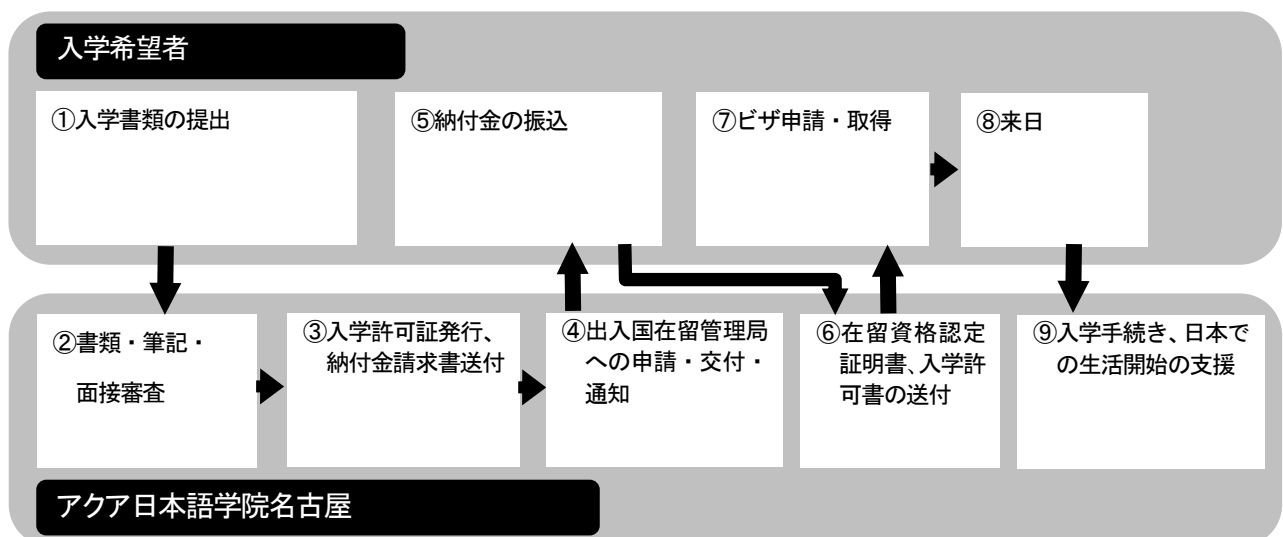 入学希望者
①入学書類の提出
⑤納付金の振込
⑦ビザ申請・取得
⑧来日
②書類・筆記・
面接審査
③入学許可証発行、
納付金請求書送付
④出入国在留管理局
への申請・交付・
通知
⑥在留資格認定
証明書、入学許
可書の送付
⑨入学手続き、日本で
の生活開始の支援
アクア日本語学院名古屋